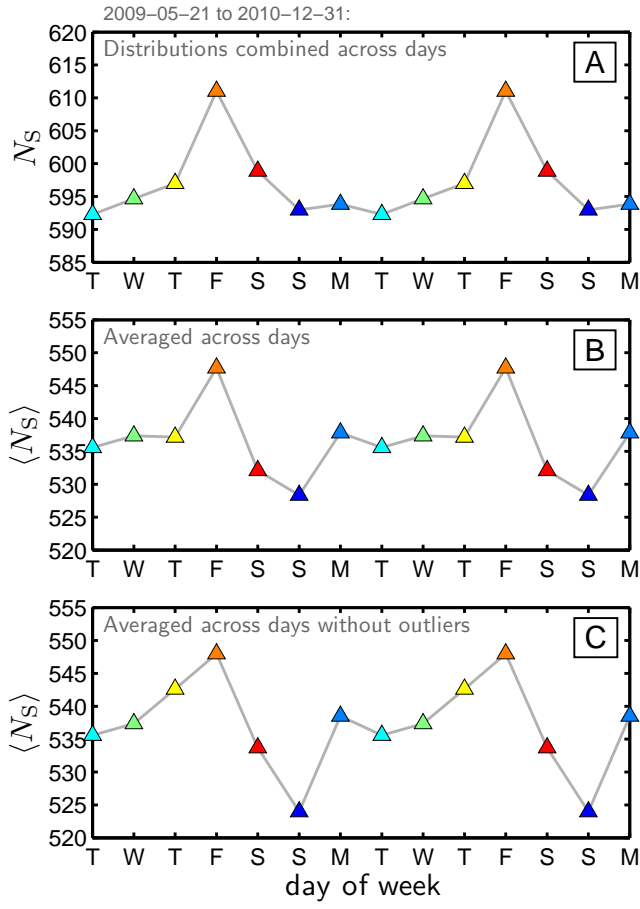 2009–05–21 to 2010–12–31:
Distributions combined across days
A
N_S
620
615
610
605
600
595
590
585
T W T F S S M T W T F S S M
Averaged across days
B
⟨N_S⟩
555
550
545
540
535
530
525
520
T W T F S S M T W T F S S M
Averaged across days without outliers
C
⟨N_S⟩
555
550
545
540
535
530
525
520
T W T F S S M T W T F S S M
day of week